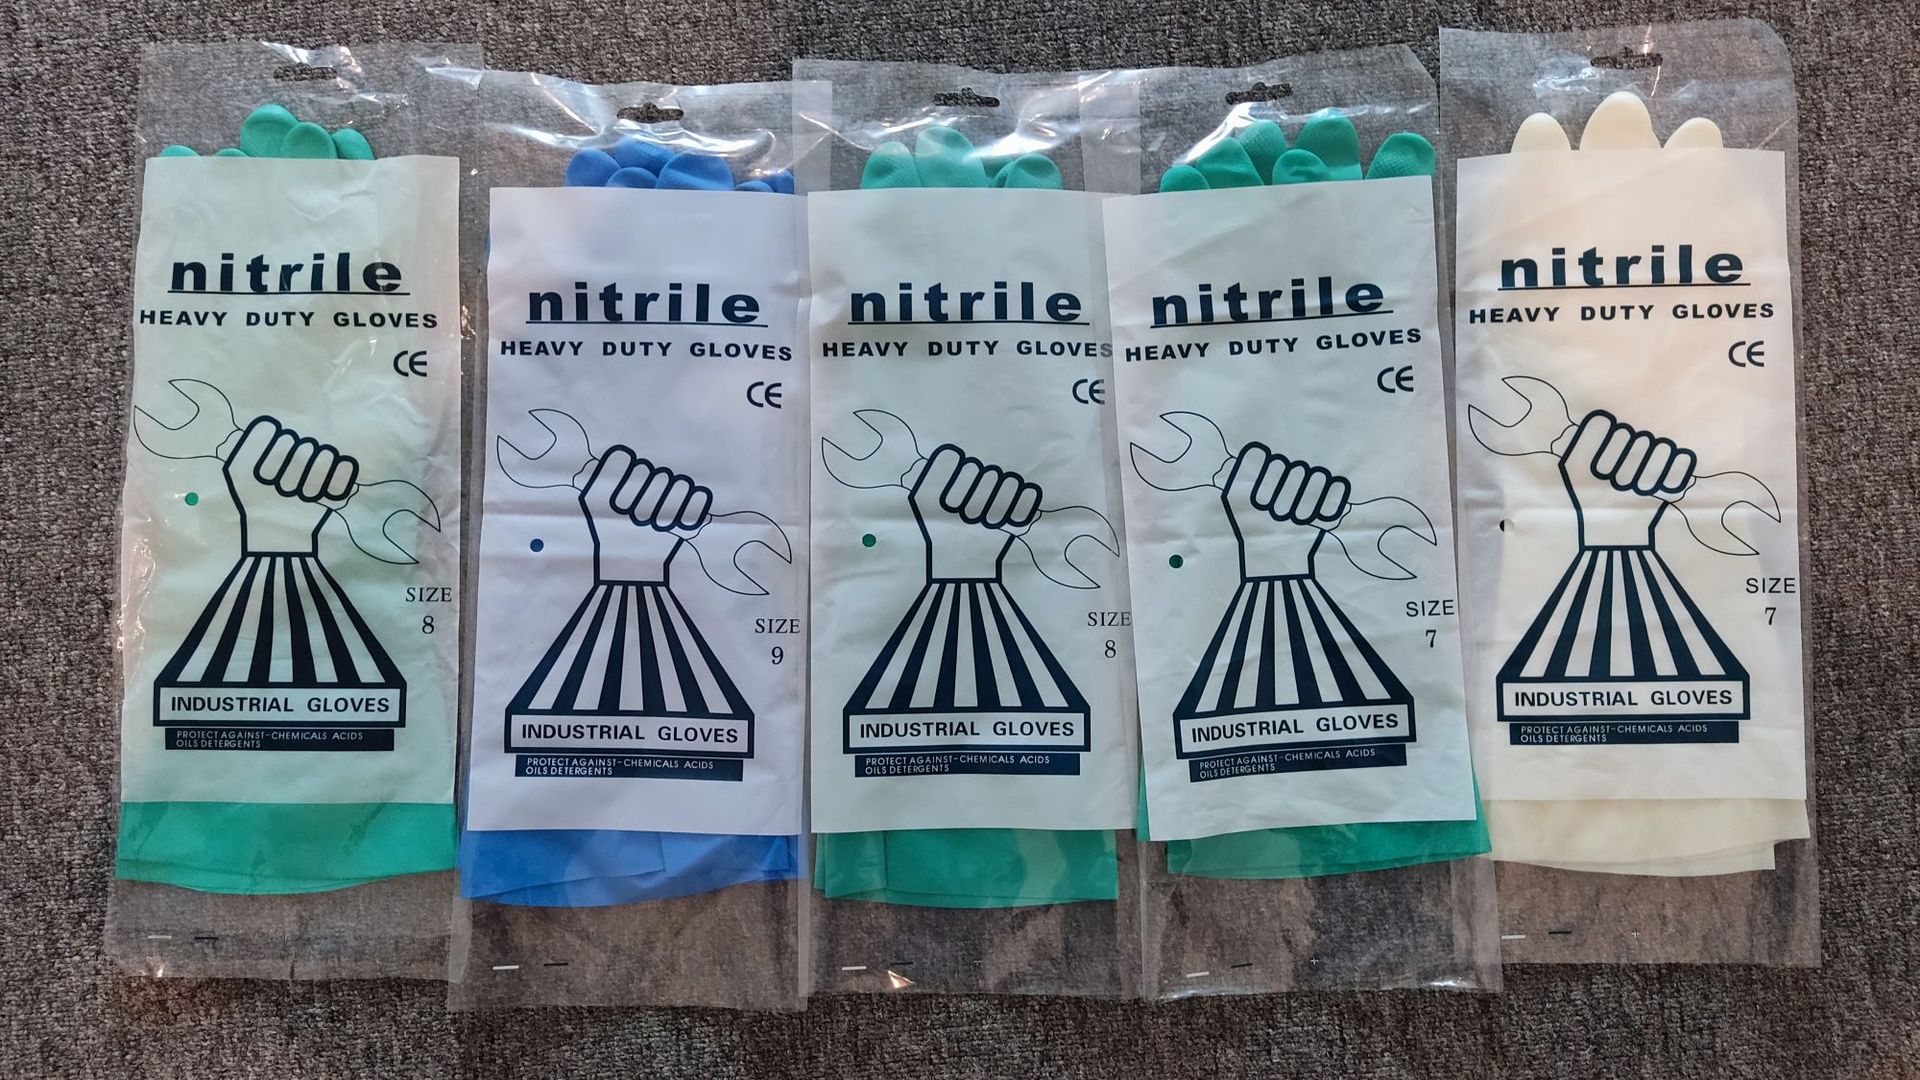 nitrile
HEAVY DUTY GLOVES
CE
SIZE
8
INDUSTRIAL GLOVES
PROTECT AGAINST-CHEMICALS ACIDS
OILS DETERGENTS
nitrile
HEAVY DUTY GLOVES
CE
SIZE
9
INDUSTRIAL GLOVES
PROTECT AGAINST-CHEMICALS ACIDS
OILS DETERGENTS
nitrile
HEAVY DUTY GLOVES
CE
SIZE
8
INDUSTRIAL GLOVES
PROTECT AGAINST-CHEMICALS ACIDS
OILS DETERGENTS
nitrile
HEAVY DUTY GLOVES
CE
SIZE
7
INDUSTRIAL GLOVES
PROTECT AGAINST-CHEMICALS ACIDS
OILS DETERGENTS
nitrile
HEAVY DUTY GLOVES
CE
SIZE
7
INDUSTRIAL GLOVES
PROTECT AGAINST-CHEMICALS ACIDS
OILS DETERGENTS